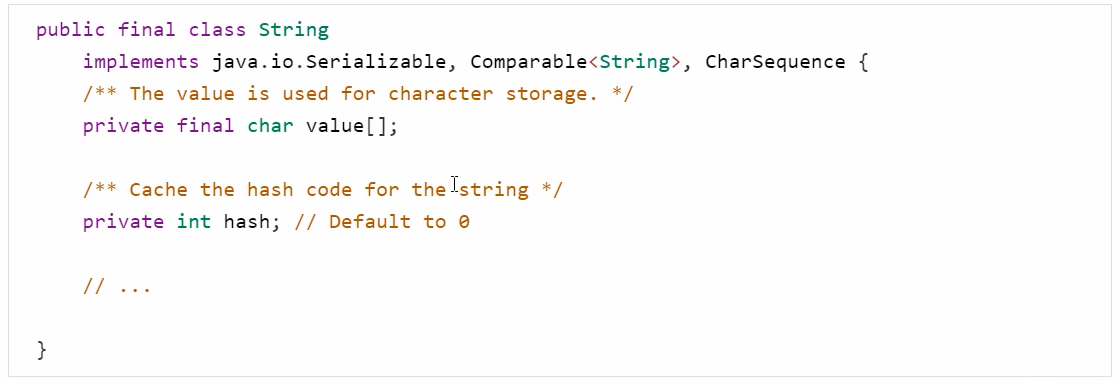 public final class String
implements java.io.Serializable, Comparable<String>, CharSequence {
/** The value is used for character storage. */
private final char value[];
/** Cache the hash code for the string */
private int hash; // Default to 0
// ...
}